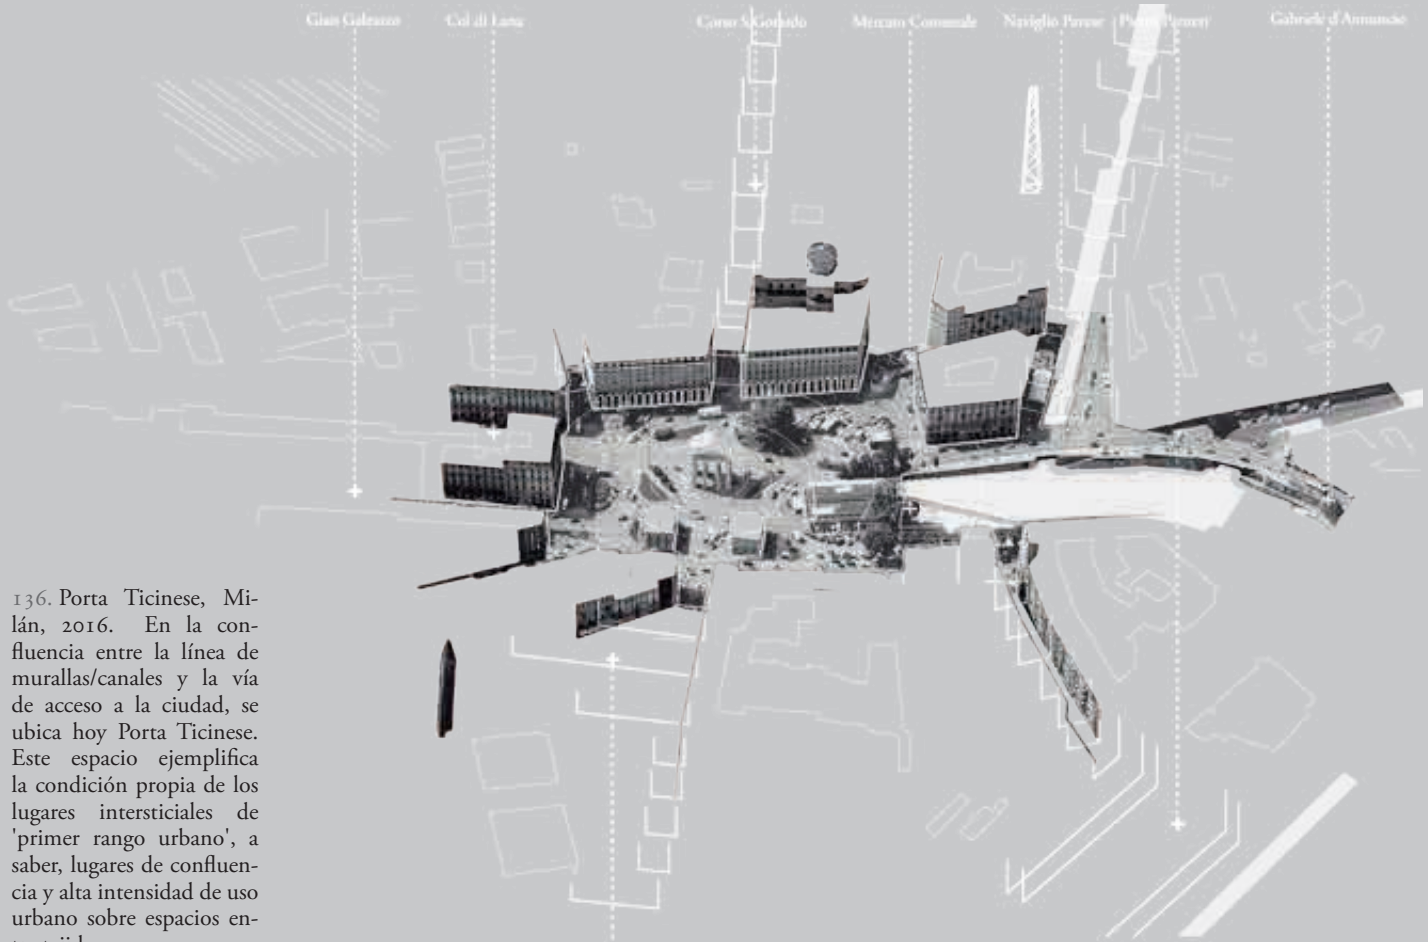 Gian Galeazzo Col di Lana Corso S. Gotardo Mercato Comunale Naviglio Pavese Gabriele d'Annuncio
136. Porta Ticinese, Mi-
lán, 2016. En la con-
fluencia entre la línea de
murallas/canales y la vía
de acceso a la ciudad, se
ubica hoy Porta Ticinese.
Este espacio ejemplifica
la condición propia de los
lugares intersticiales de
'primer rango urbano', a
saber, lugares de confluen-
cia y alta intensidad de uso
urbano sobre espacios en-